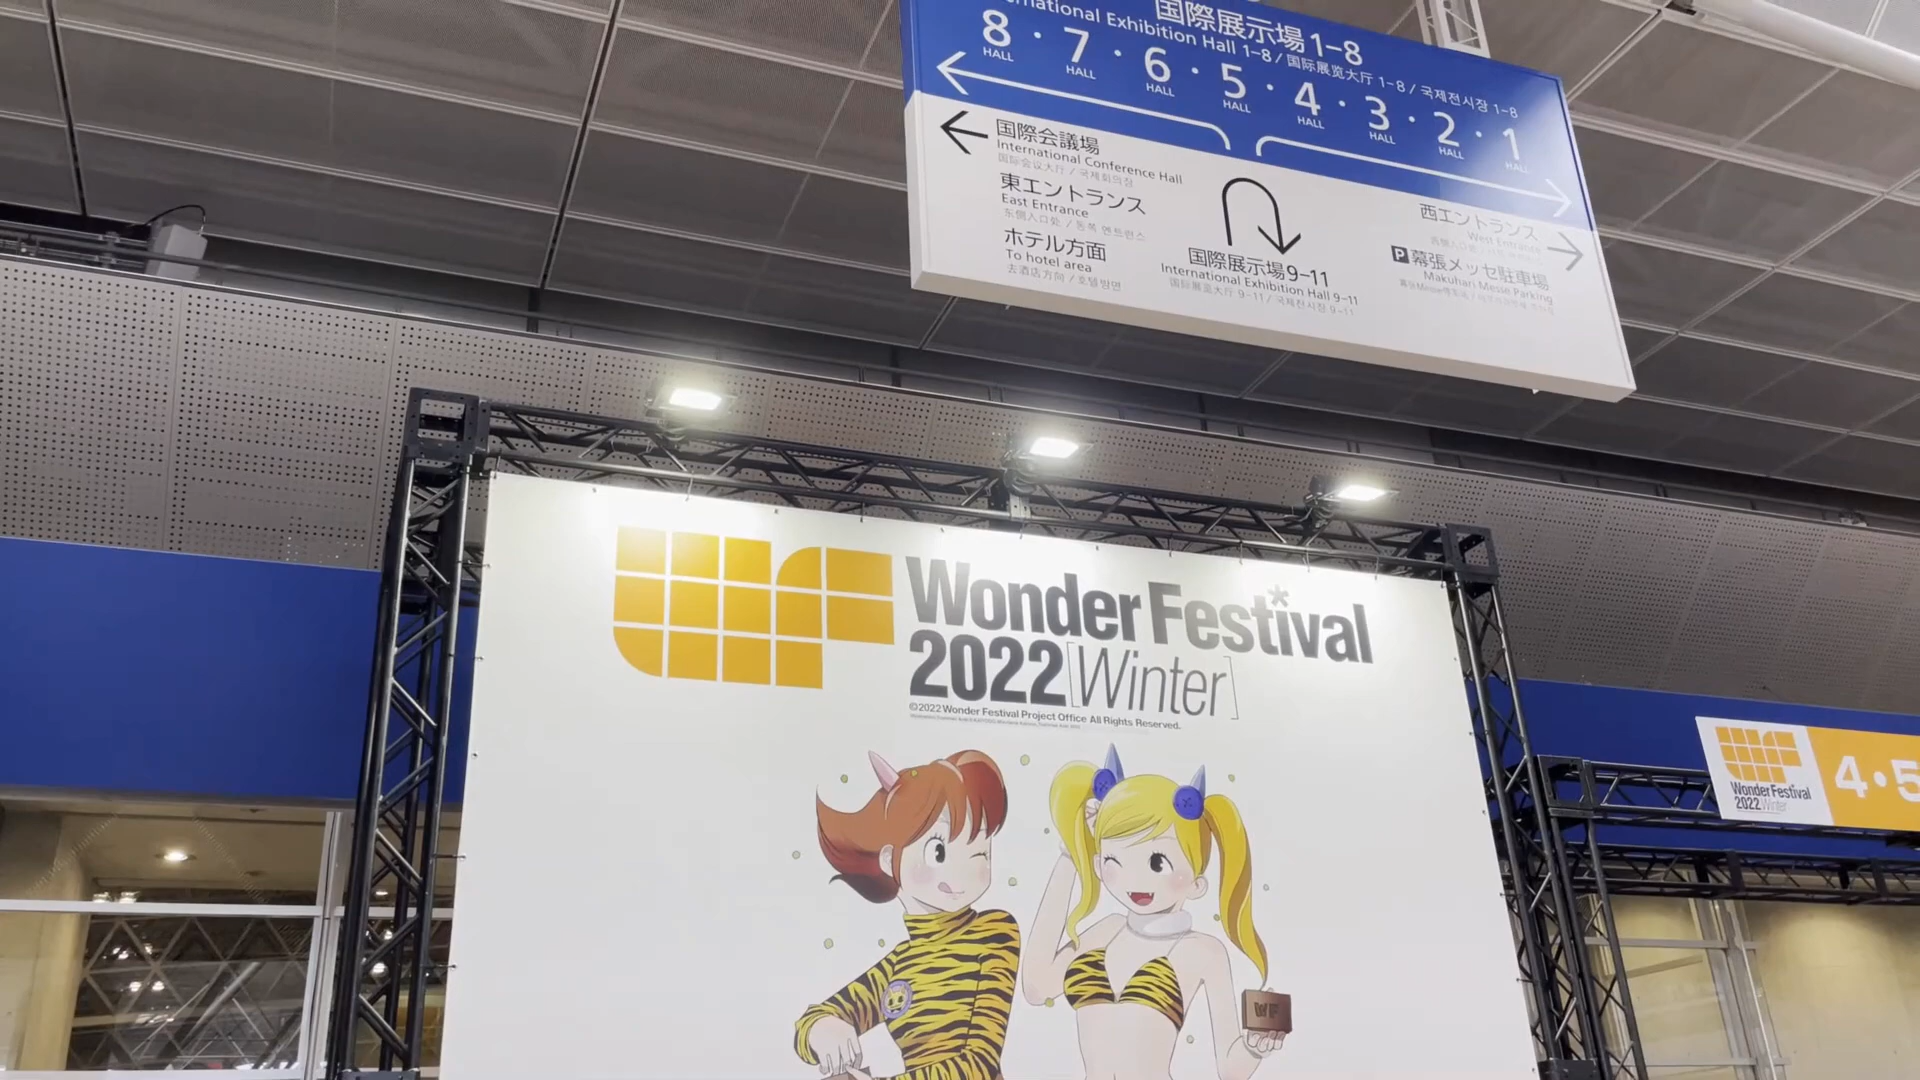 国際展示場1-8
International Exhibition Hall 1-8 / 国际展览大厅 1-8 / 국제전시장 1-8
8 · 7 · 6 · 5 · 4 · 3 · 2 · 1
HALL HALL HALL HALL HALL HALL HALL HALL
国際会議場
International Conference Hall
国际会议大厅 / 국제회의장
東エントランス
East Entrance
东侧入口处 / 동쪽 엔트런스
ホテル方面
To hotel area
去酒店方向 / 호텔방면
国際展示場9-11
International Exhibition Hall 9-11
国际展览大厅 9-11 / 국제전시장 9-11
西エントランス
West Entrance
P 幕張メッセ駐車場
Makuhari Messe Parking
WF
Wonder Festival
2022[Winter]
©2022 Wonder Festival Project Office All Rights Reserved.
WF
WF
Wonder Festival
2022[Winter]
4・5